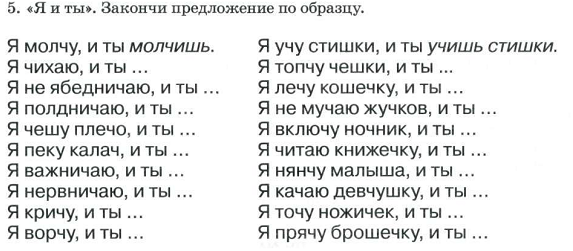 5. «Я и ты». Закончи предложение по образцу.
Я молчу, и ты молчишь.
Я чихаю, и ты ...
Я не ябедничаю, и ты ...
Я полдничаю, и ты ...
Я чешу плечо, и ты ...
Я пеку калач, и ты ...
Я важничаю, и ты ...
Я нервничаю, и ты ...
Я кричу, и ты ...
Я ворчу, и ты ...
Я учу стишки, и ты учишь стишки.
Я топчу чешки, и ты ...
Я лечу кошечку, и ты ...
Я не мучаю жучков, и ты ...
Я включу ночник, и ты ...
Я читаю книжечку, и ты ...
Я нянчу малыша, и ты ...
Я качаю девчушку, и ты ...
Я точу ножичек, и ты ...
Я прячу брошечку, и ты ...